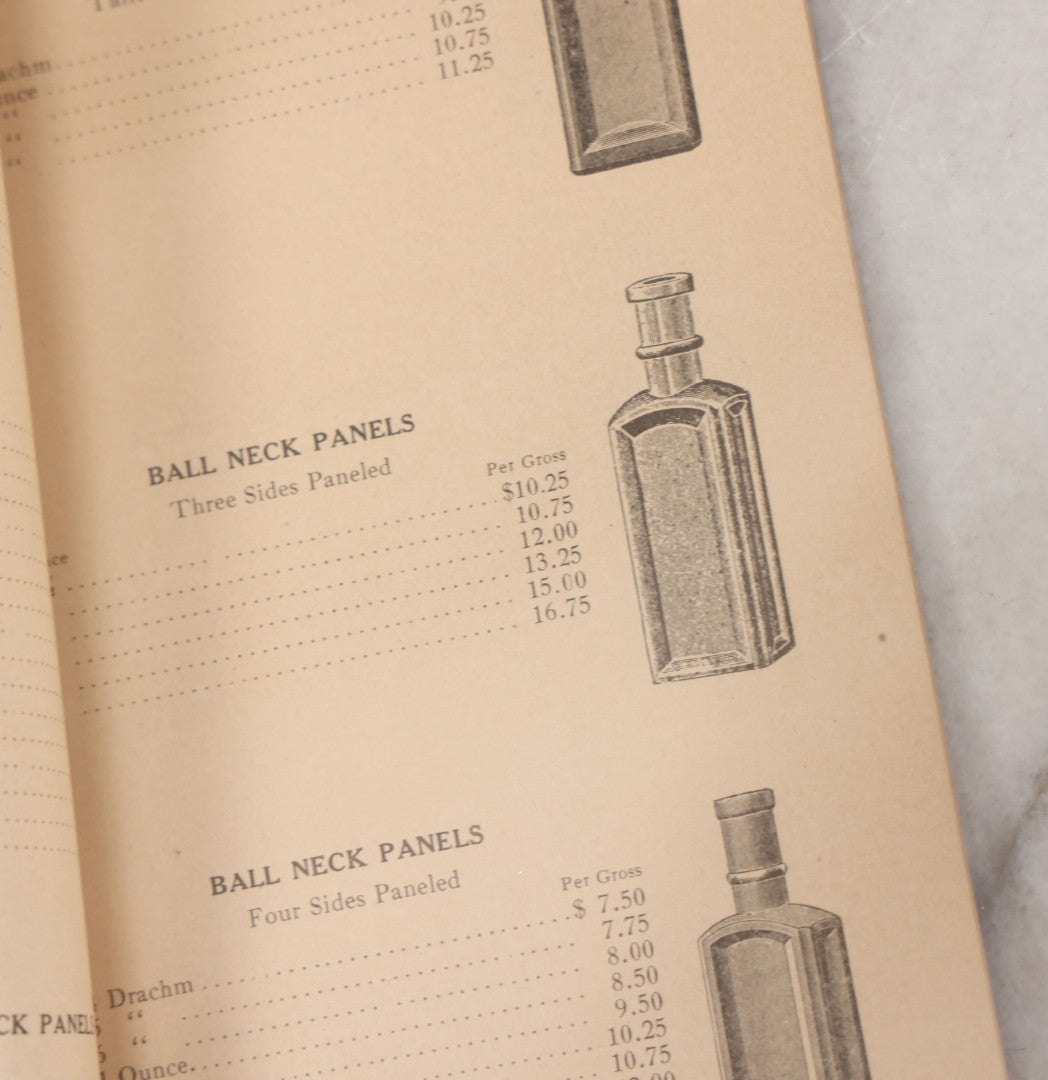 10.25
10.75
11.25
BALL NECK PANELS
Three Sides Paneled
Per Gross
$10.25
10.75
12.00
13.25
15.00
16.75
BALL NECK PANELS
Four Sides Paneled
Per Gross
Drachm $ 7.50
“ 7.75
“ 8.00
Ounce 8.50
9.50
10.25
10.75
CK PANELS